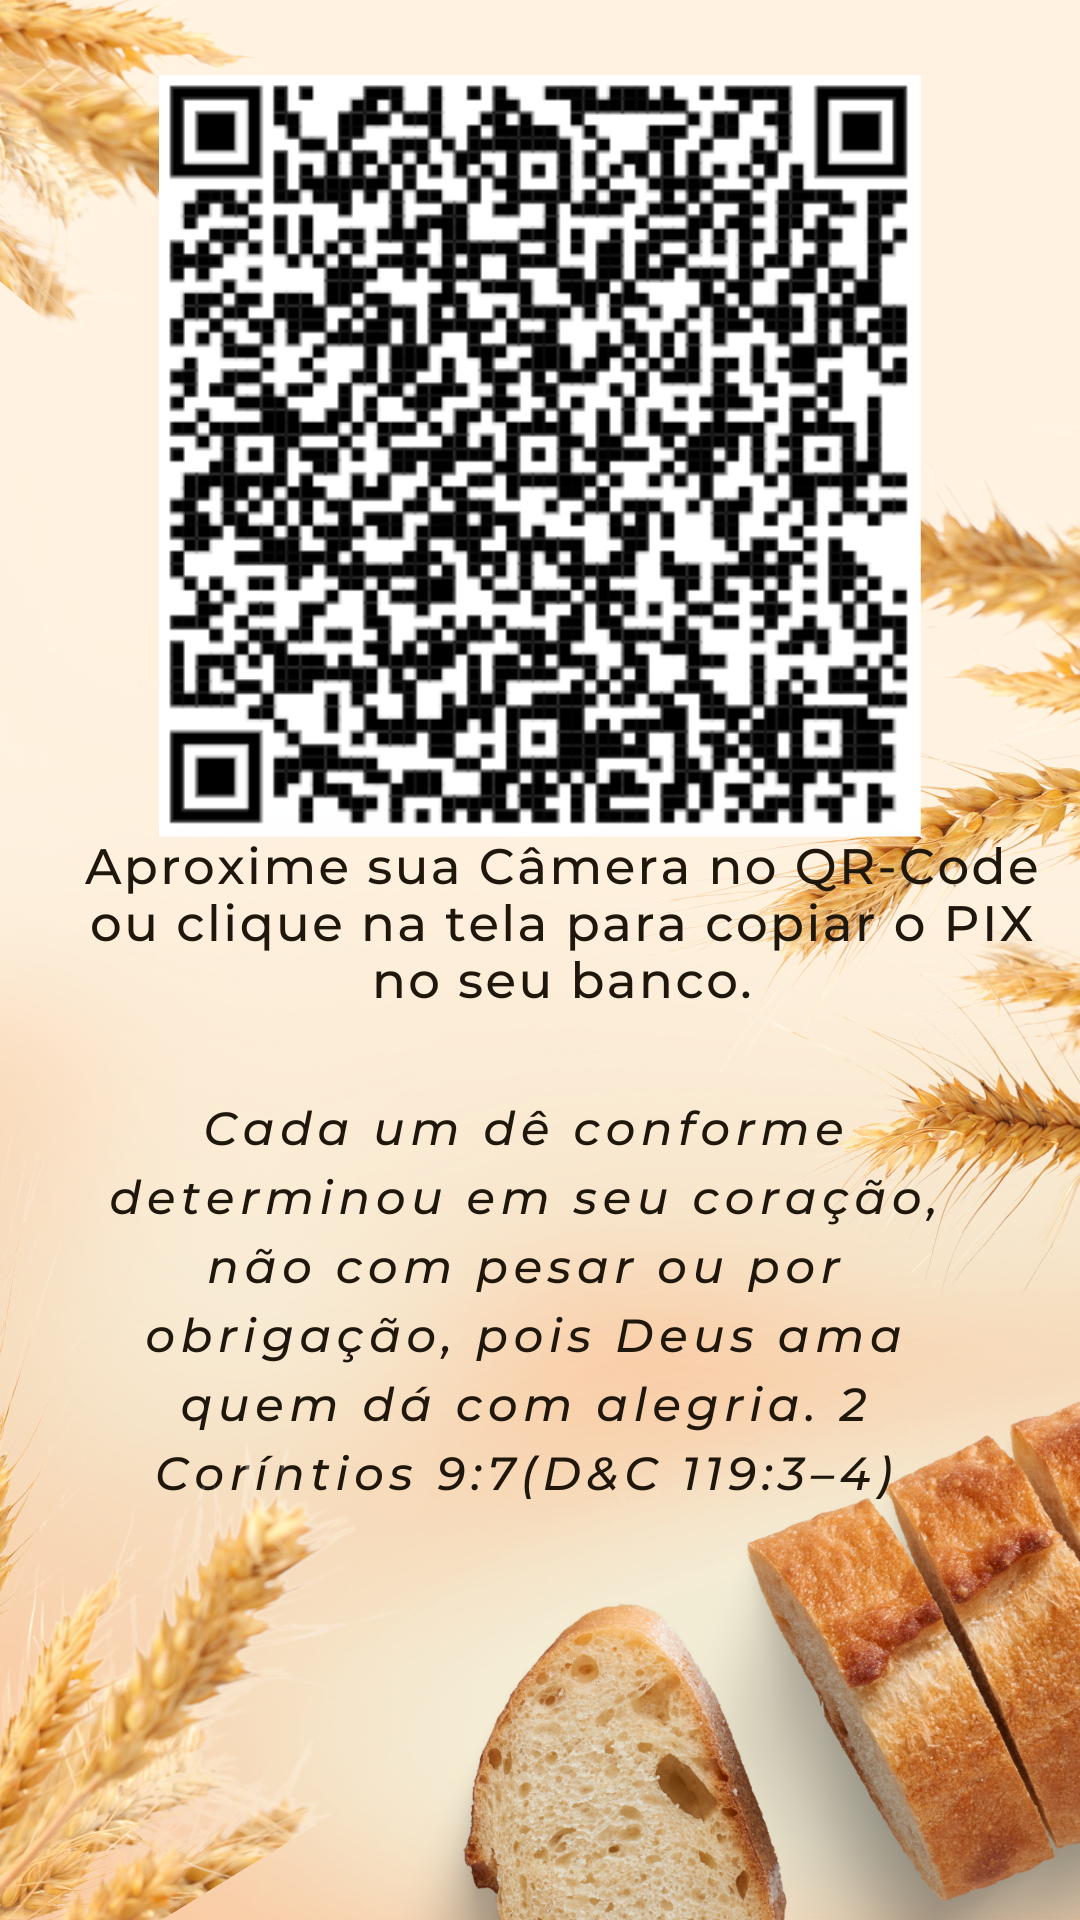 Aproxime sua Câmera no QR-Code
ou clique na tela para copiar o PIX
no seu banco.
Cada um dê conforme
determinou em seu coração,
não com pesar ou por
obrigação, pois Deus ama
quem dá com alegria. 2
Coríntios 9:7(D&C 119:3–4)